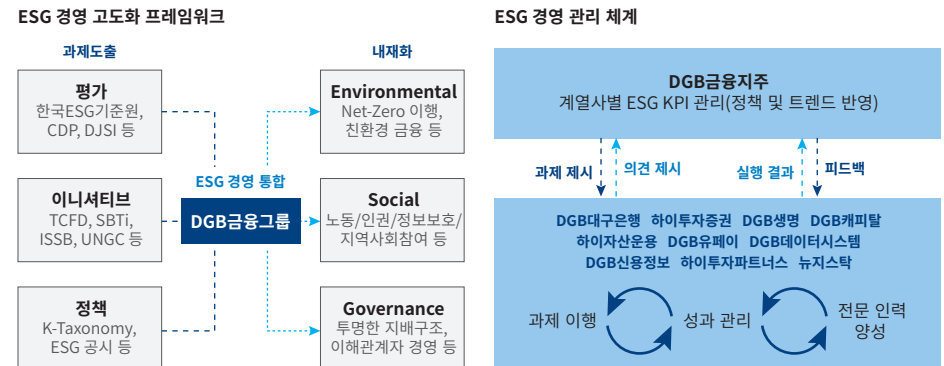 ESG 경영 고도화 프레임워크
과제도출
내재화
평가
한국ESG기준원,
CDP, DJSI 등
이니셔티브
TCFD, SBTi,
ISSB, UNGC 등
정책
K-Taxonomy,
ESG 공시 등
ESG 경영 통합
DGB금융그룹
Environmental
Net-Zero 이행,
친환경 금융 등
Social
노동/인권/정보보호/
지역사회참여 등
Governance
투명한 지배구조,
이해관계자 경영 등
ESG 경영 관리 체계
DGB금융지주
계열사별 ESG KPI 관리(정책 및 트렌드 반영)
과제 제시
의견 제시
실행 결과
피드백
DGB대구은행 하이투자증권 DGB생명 DGB캐피탈
하이자산운용 DGB유페이 DGB데이터시스템
DGB신용정보 하이투자파트너스 뉴지스탁
과제 이행
성과 관리
전문 인력
양성